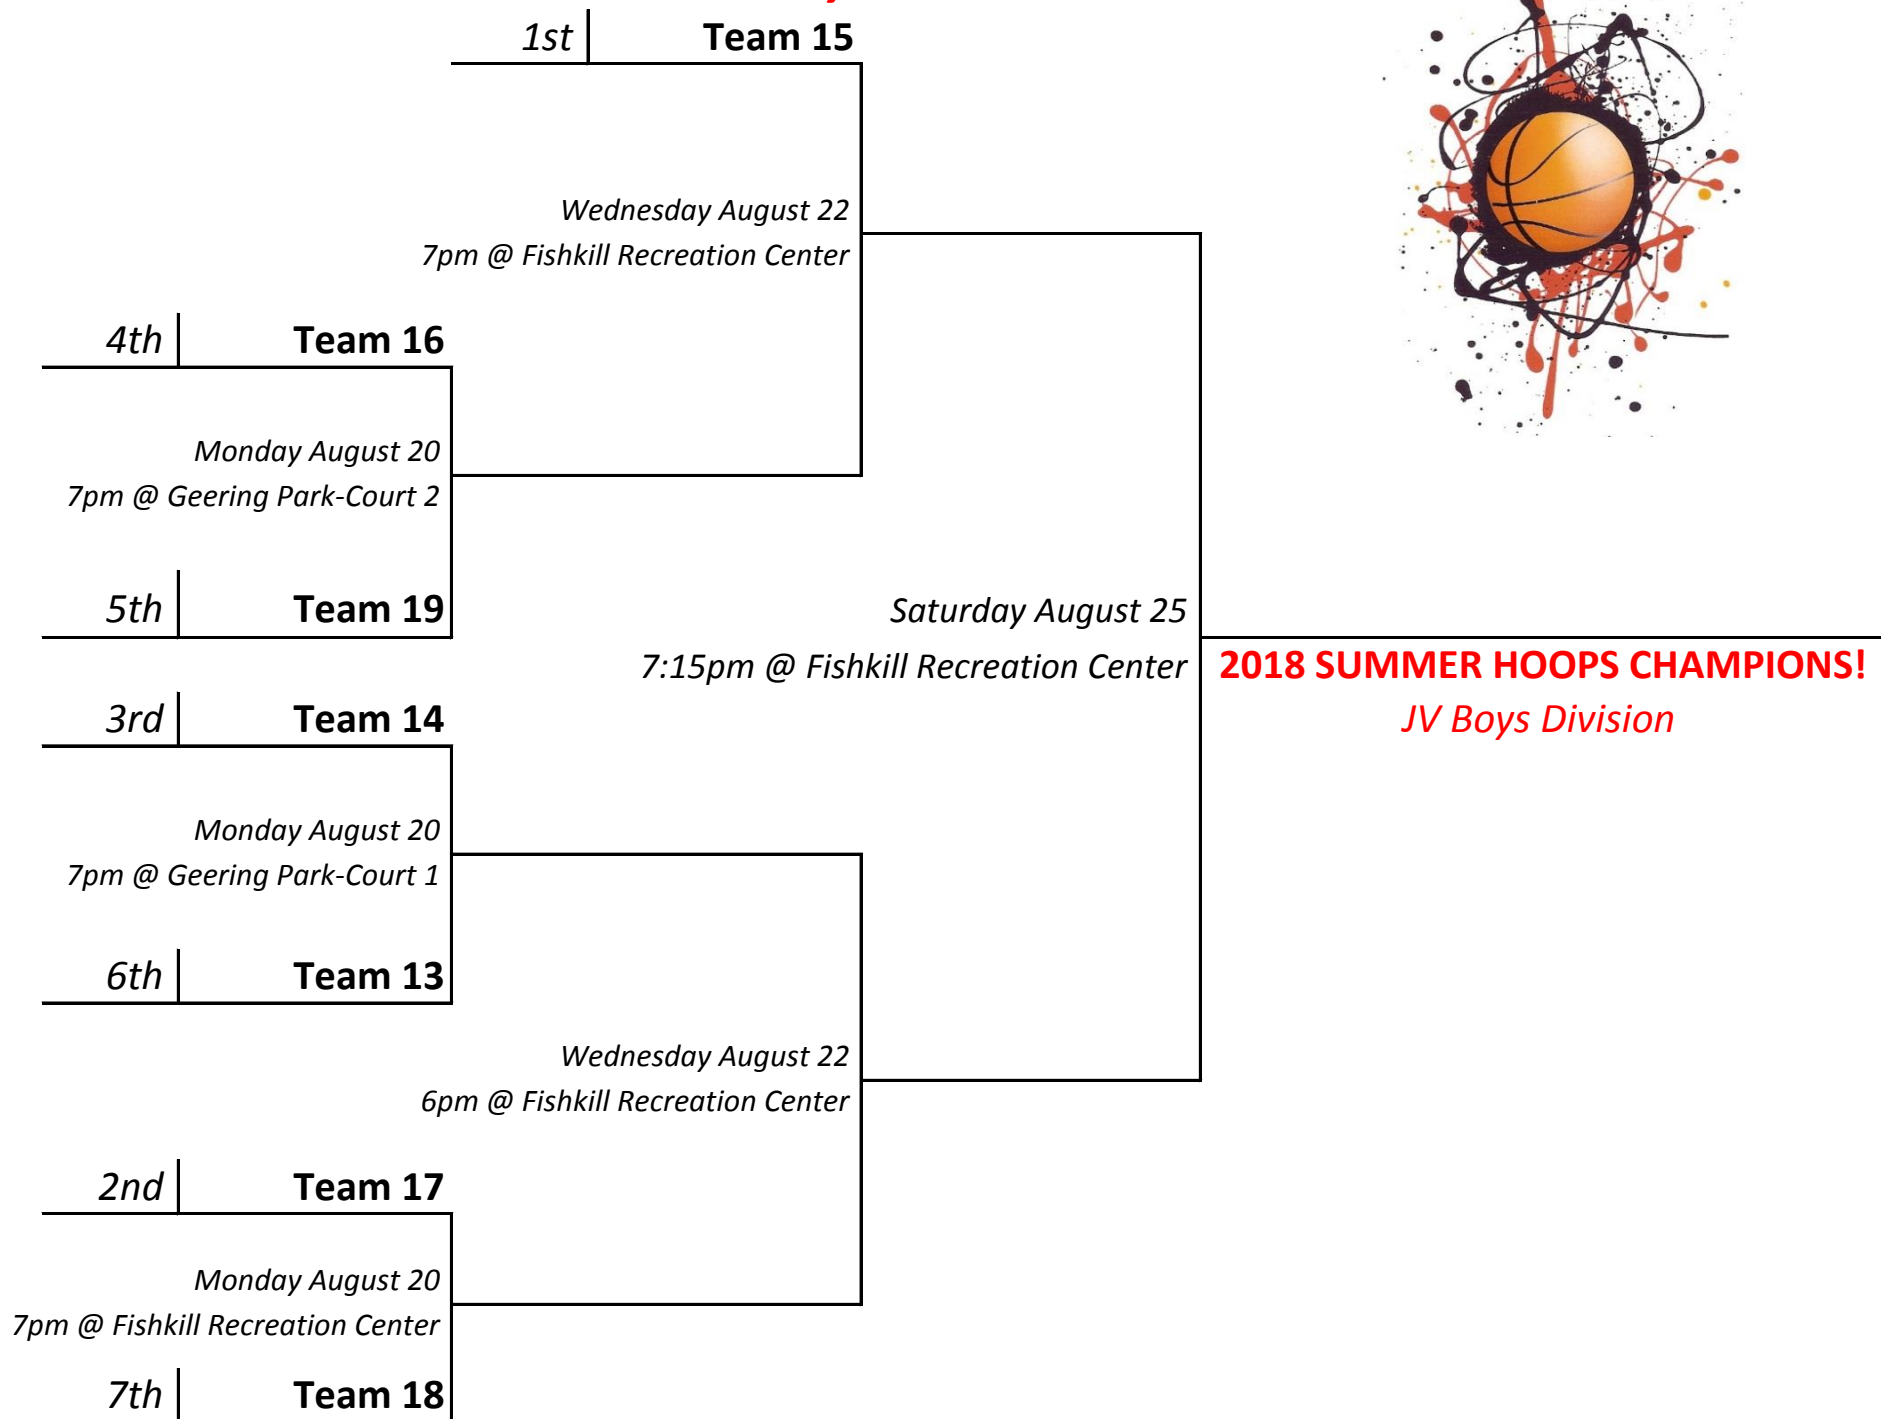 1st Team 15
Wednesday August 22
7pm @ Fishkill Recreation Center
4th Team 16
Monday August 20
7pm @ Geering Park-Court 2
5th Team 19
Saturday August 25
7:15pm @ Fishkill Recreation Center
2018 SUMMER HOOPS CHAMPIONS!
JV Boys Division
3rd Team 14
Monday August 20
7pm @ Geering Park-Court 1
6th Team 13
Wednesday August 22
6pm @ Fishkill Recreation Center
2nd Team 17
Monday August 20
7pm @ Fishkill Recreation Center
7th Team 18